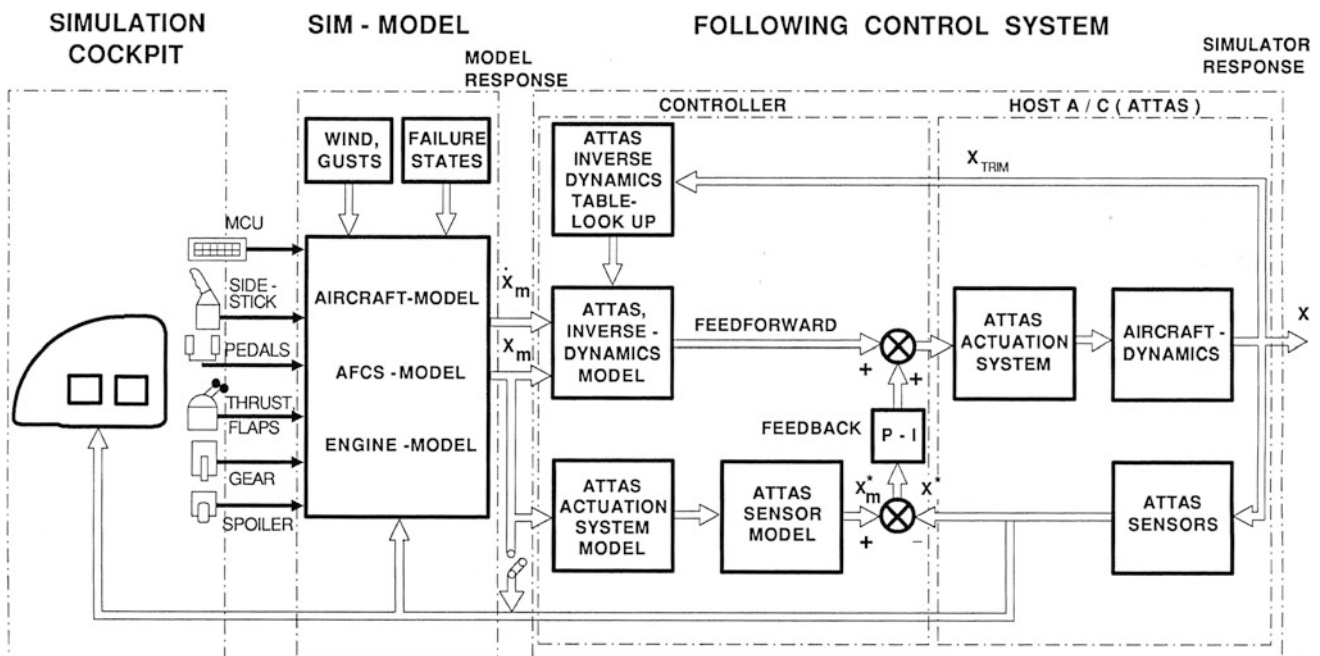 SIMULATION
COCKPIT
SIM - MODEL
FOLLOWING CONTROL SYSTEM
MODEL
RESPONSE
SIMULATOR
RESPONSE
CONTROLLER
HOST A / C ( ATTAS )
WIND,
GUSTS
FAILURE
STATES
ATTAS
INVERSE
DYNAMICS
TABLE-
LOOK UP
X TRIM
MCU
SIDE -
STICK
PEDALS
THRUST,
FLAPS
GEAR
SPOILER
AIRCRAFT-MODEL
AFCS - MODEL
ENGINE -MODEL
Ẋm
Xm
ATTAS,
INVERSE -
DYNAMICS
MODEL
FEEDFORWARD
+
+
ATTAS
ACTUATION
SYSTEM
AIRCRAFT -
DYNAMICS
X
FEEDBACK
P - I
ATTAS
ACTUATION
SYSTEM
MODEL
ATTAS
SENSOR
MODEL
X*m
X*
+
−
ATTAS
SENSORS